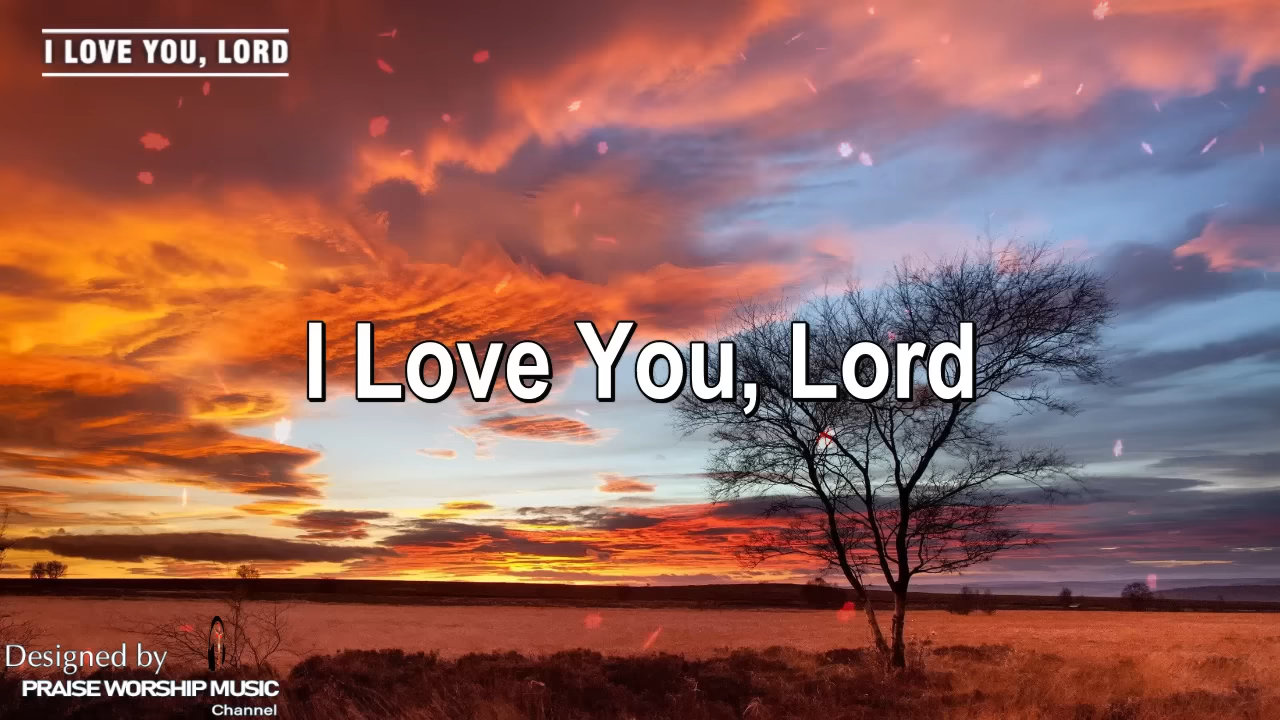 I LOVE YOU, LORD
I Love You, Lord
Designed by
PRAISE WORSHIP MUSIC
Channel